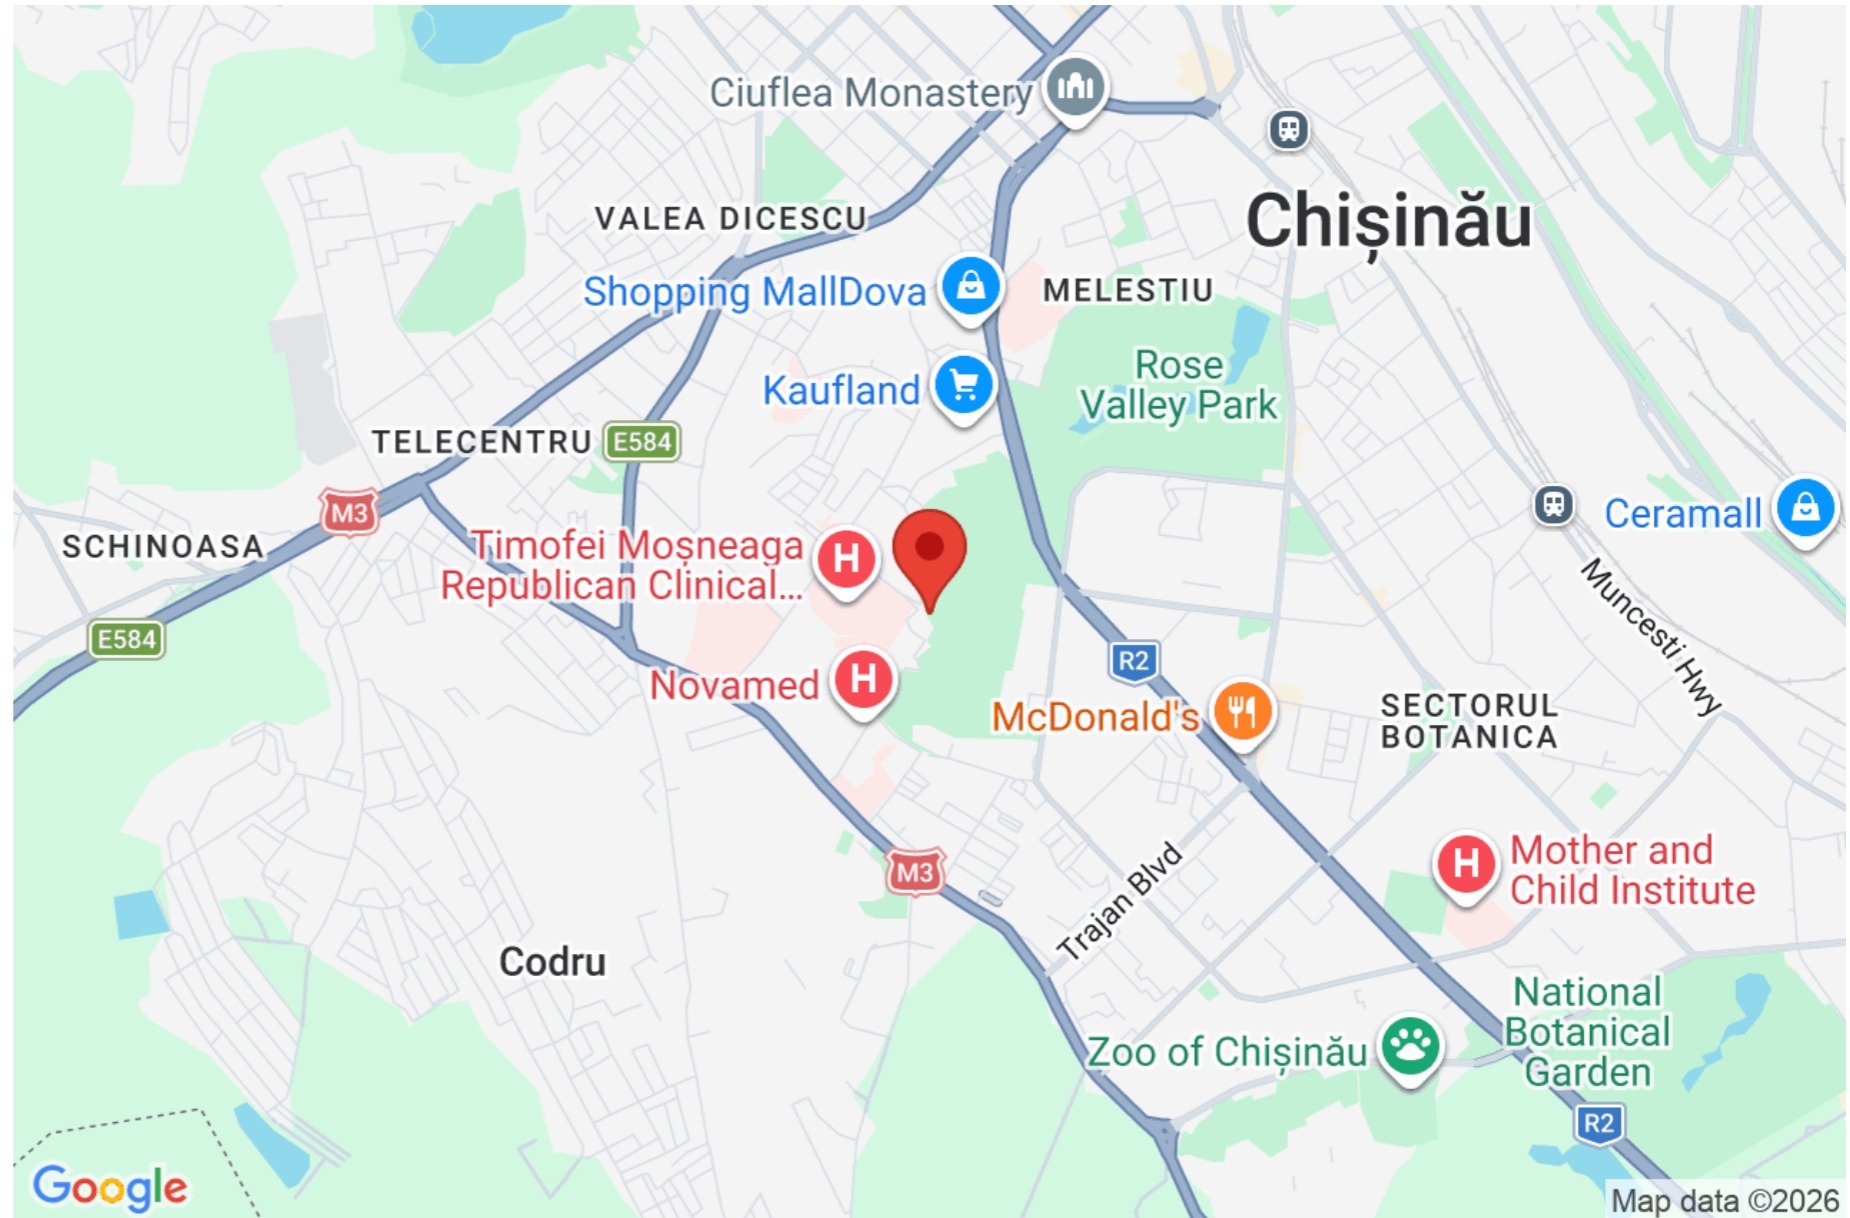 Ciuflea Monastery
Chișinău
VALEA DICESCU
Shopping MallDova
MELESTIU
Rose
Valley Park
Kaufland
TELECENTRU
E584
M3
Ceramall
SCHINOASA
Timofei Moșneaga
Republican Clinical...
H
E584
Muncesti Hwy
R2
Novamed
H
McDonald's
SECTORUL
BOTANICA
M3
Trajan Blvd
H
Mother and
Child Institute
Codru
National
Botanical
Garden
Zoo of Chișinău
R2
Google
Map data ©2026